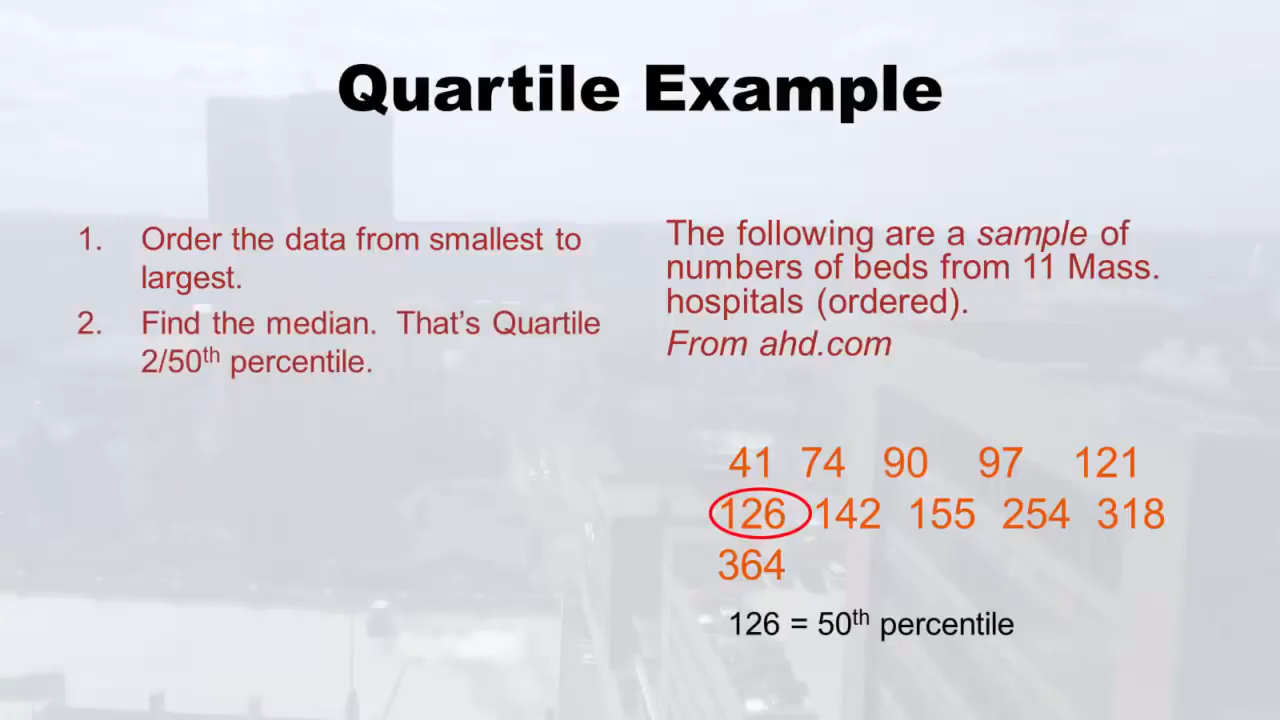 Quartile Example
1. Order the data from smallest to
largest.
2. Find the median. That's Quartile
2/50th percentile.
The following are a sample of
numbers of beds from 11 Mass.
hospitals (ordered).
From ahd.com
41 74 90 97 121
126 142 155 254 318
364
126 = 50th percentile